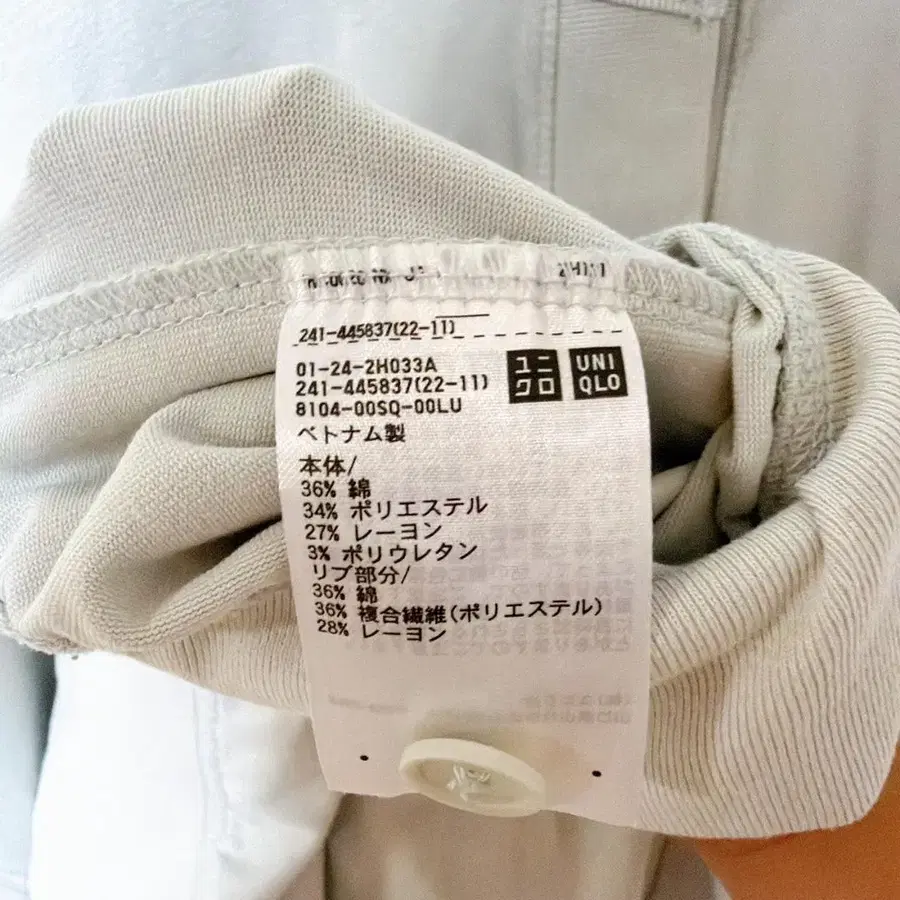 241-445837(22-11)
01-24-2H033A
241-445837(22-11)
8104-00SQ-00LU
ユニクロ
UNIQLO
ベトナム製
本体/
36% 綿
34% ポリエステル
27% レーヨン
3% ポリウレタン
リブ部分/
36% 綿
36% 複合繊維(ポリエステル)
28% レーヨン